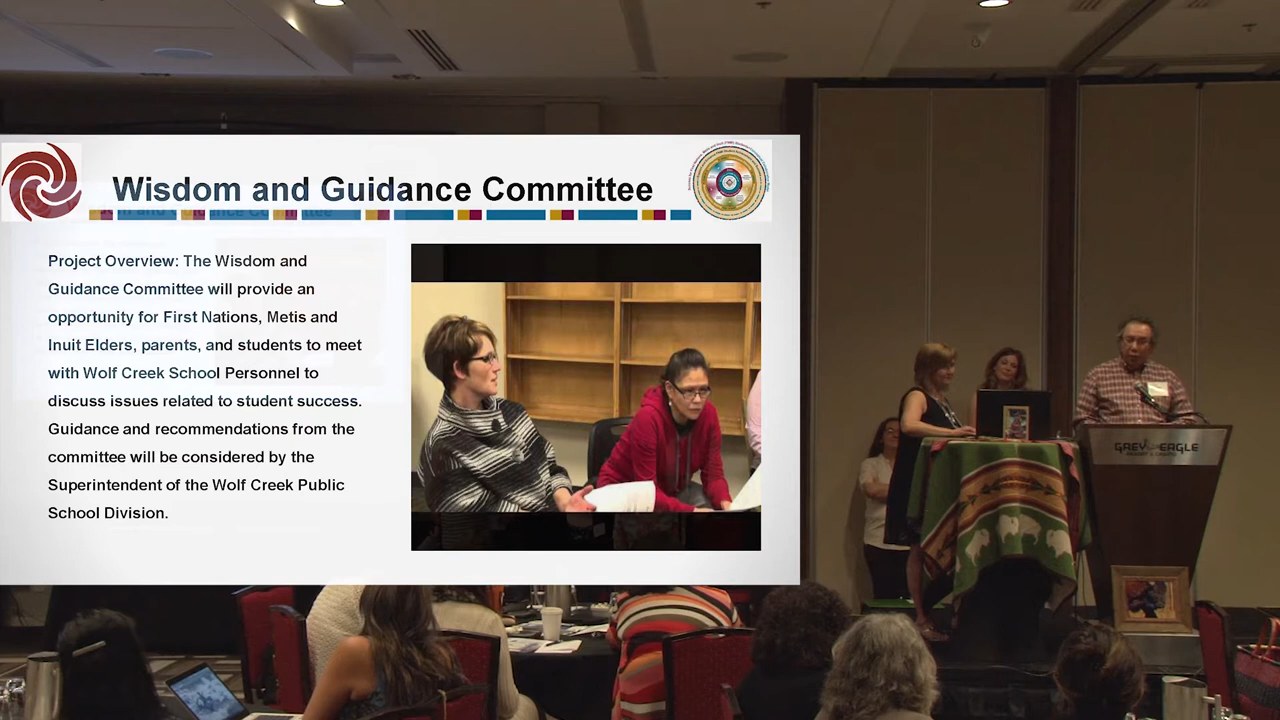 Wisdom and Guidance Committee
Project Overview: The Wisdom and
Guidance Committee will provide an
opportunity for First Nations, Metis and
Inuit Elders, parents, and students to meet
with Wolf Creek School Personnel to
discuss issues related to student success.
Guidance and recommendations from the
committee will be considered by the
Superintendent of the Wolf Creek Public
School Division.
GREY EAGLE
RESORT & CASINO